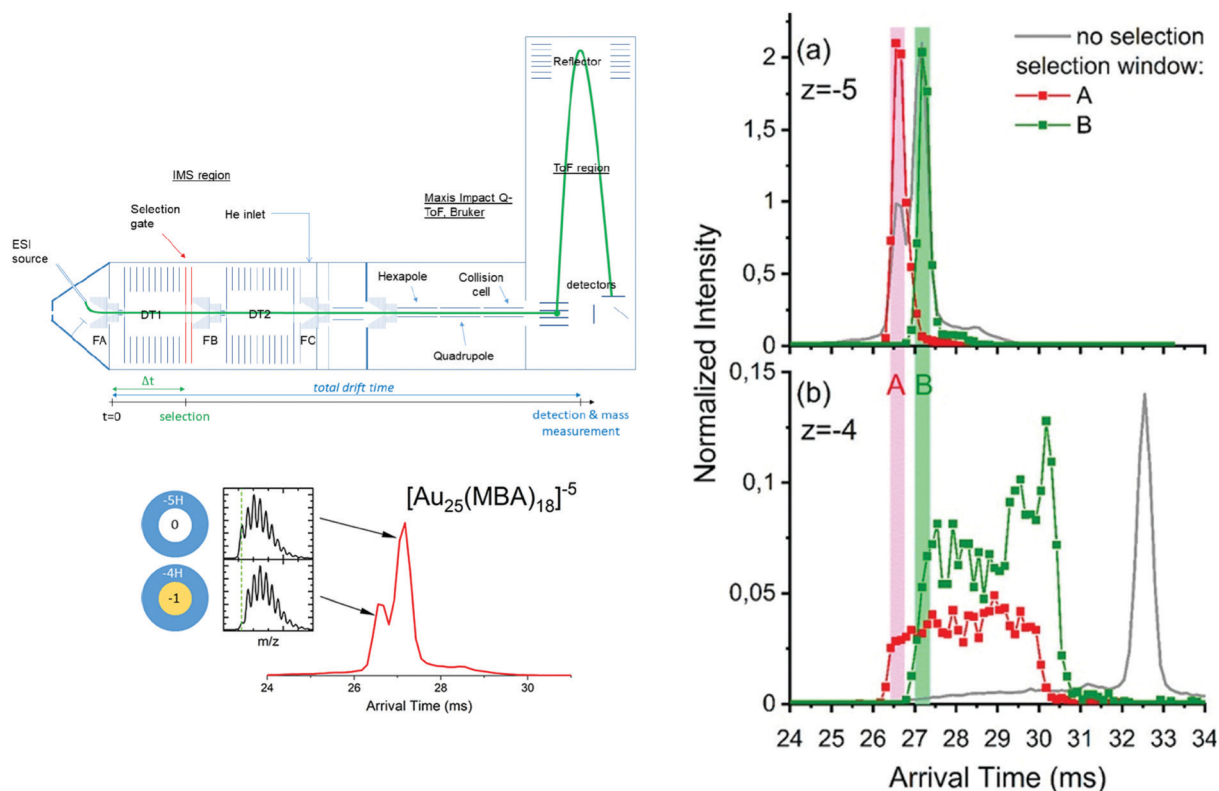 Reflector
ToF region
IMS region
Maxis Impact Q-
ToF, Bruker
Selection
gate
He inlet
ESI
source
Hexapole
Collision
cell
detectors
DT1
DT2
FA
FB
FC
Quadrupole
Δt
total drift time
t=0
selection
detection & mass
measurement
[Au25(MBA)18]-5
-5H
0
-4H
-1
m/z
24 26 28 30
Arrival Time (ms)
(a)
z=-5
no selection
selection window:
A
B
2
1,5
1
0,5
0
Normalized Intensity
0,15
A B
(b)
z=-4
0,1
0,05
0
24 25 26 27 28 29 30 31 32 33 34
Arrival Time (ms)